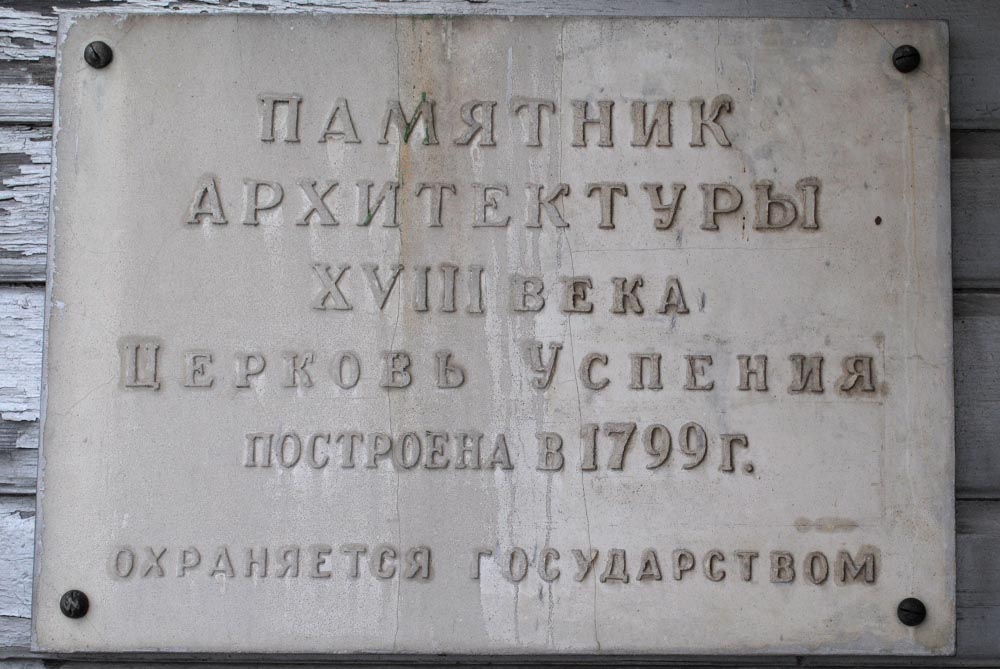 ПАМЯТНИК
АРХИТЕКТУРЫ
XVIII ВЕКА
ЦЕРКОВЬ УСПЕНИЯ
ПОСТРОЕНА В 1799 Г.
ОХРАНЯЕТСЯ ГОСУДАРСТВОМ